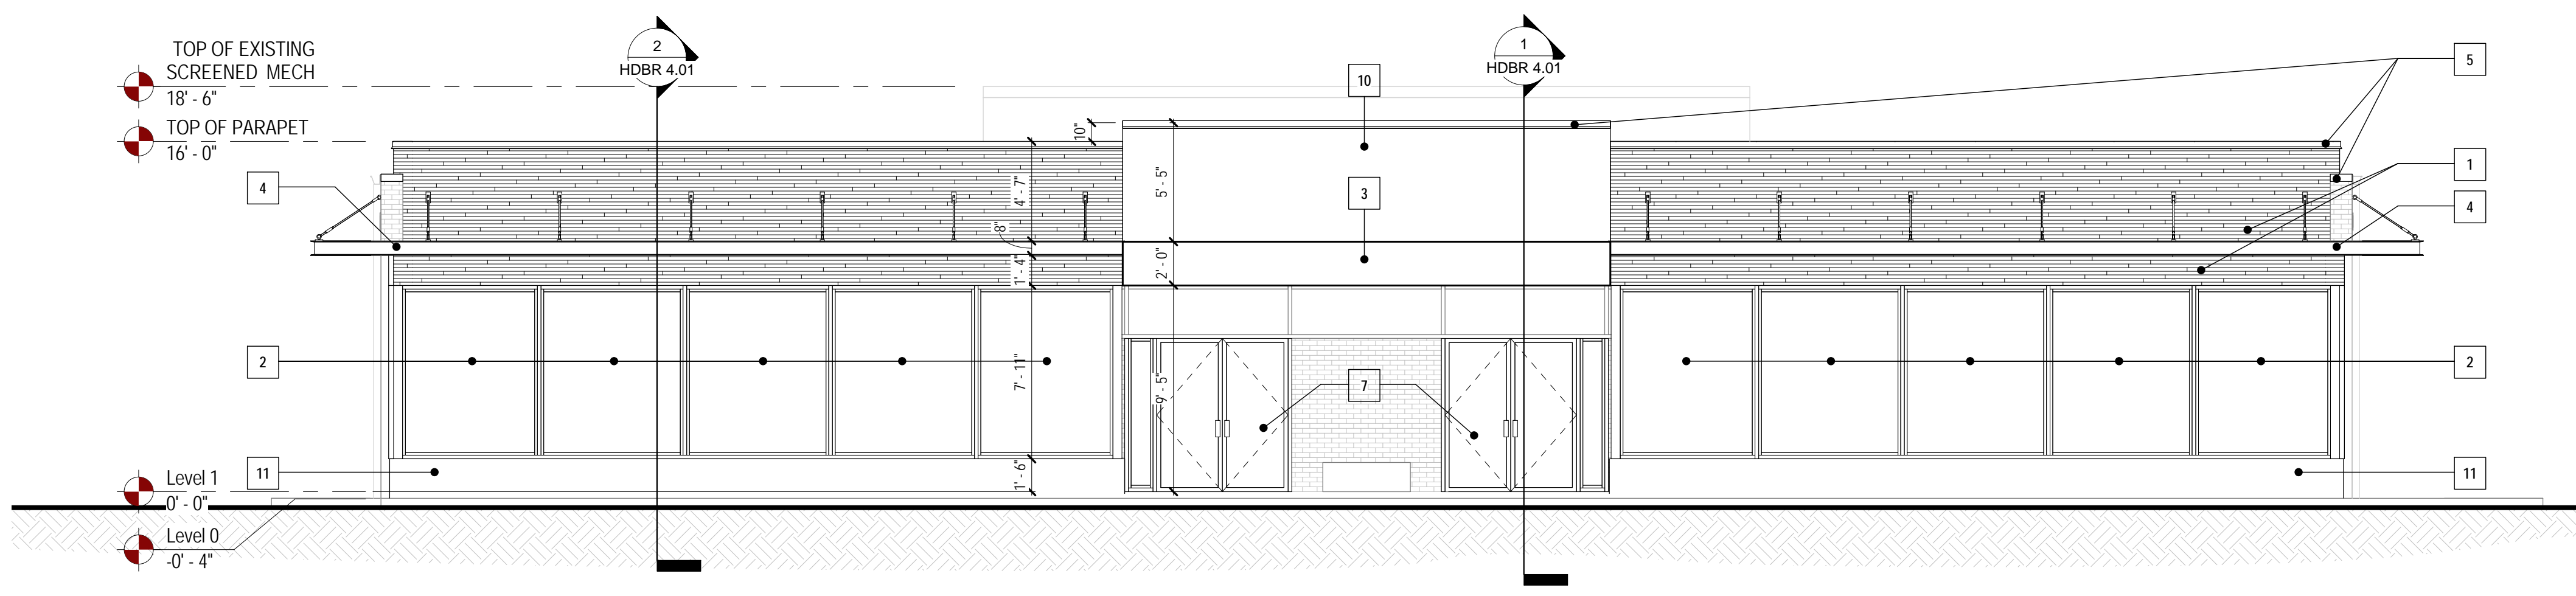 TOP OF EXISTING
SCREENED MECH
18' - 6"
TOP OF PARAPET
16' - 0"
2
HDBR 4.01
1
HDBR 4.01
10
5
10"
4' - 7"
5' - 5"
1
4
3
4
8"
1' - 4"
2' - 0"
2
7' - 11"
9' - 5"
7
2
11
1' - 6"
11
Level 1
0' - 0"
Level 0
-0' - 4"